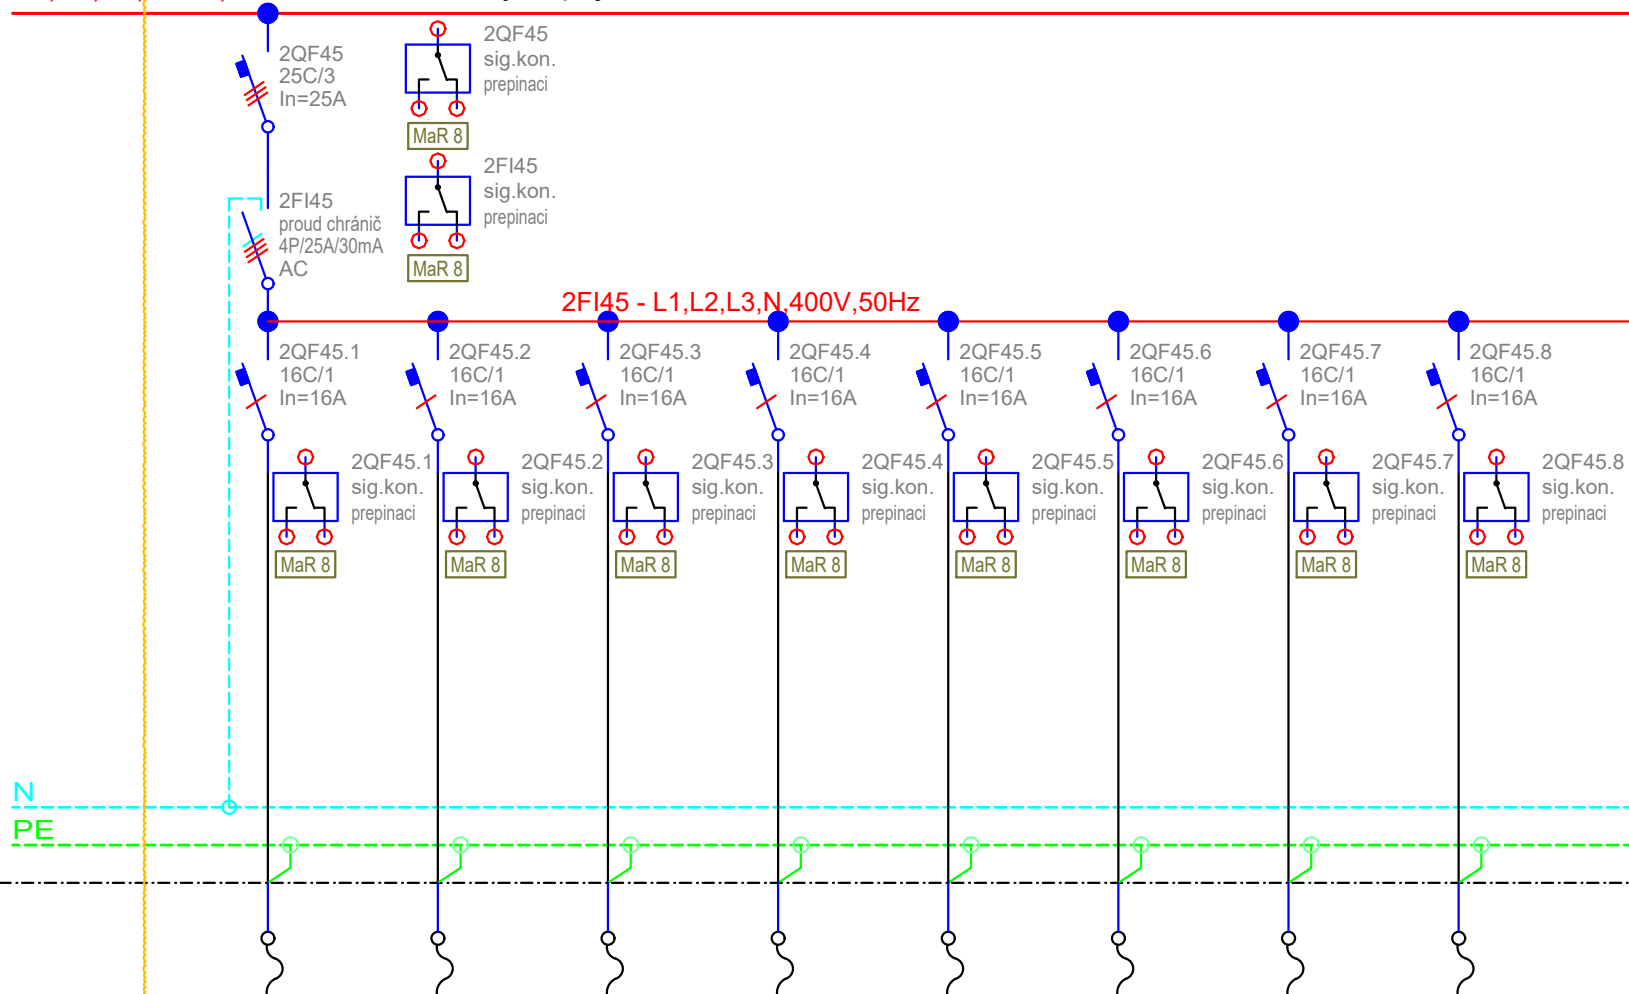 2QF45
25C/3
In=25A
2QF45
sig.kon.
prepinaci
MaR 8
2FI45
proud chránič
4P/25A/30mA
AC
2FI45
sig.kon.
prepinaci
MaR 8
2FI45 - L1,L2,L3,N,400V,50Hz
2QF45.1
16C/1
In=16A
2QF45.2
16C/1
In=16A
2QF45.3
16C/1
In=16A
2QF45.4
16C/1
In=16A
2QF45.5
16C/1
In=16A
2QF45.6
16C/1
In=16A
2QF45.7
16C/1
In=16A
2QF45.8
16C/1
In=16A
2QF45.1
sig.kon.
prepinaci
MaR 8
2QF45.2
sig.kon.
prepinaci
MaR 8
2QF45.3
sig.kon.
prepinaci
MaR 8
2QF45.4
sig.kon.
prepinaci
MaR 8
2QF45.5
sig.kon.
prepinaci
MaR 8
2QF45.6
sig.kon.
prepinaci
MaR 8
2QF45.7
sig.kon.
prepinaci
MaR 8
2QF45.8
sig.kon.
prepinaci
MaR 8
N
PE